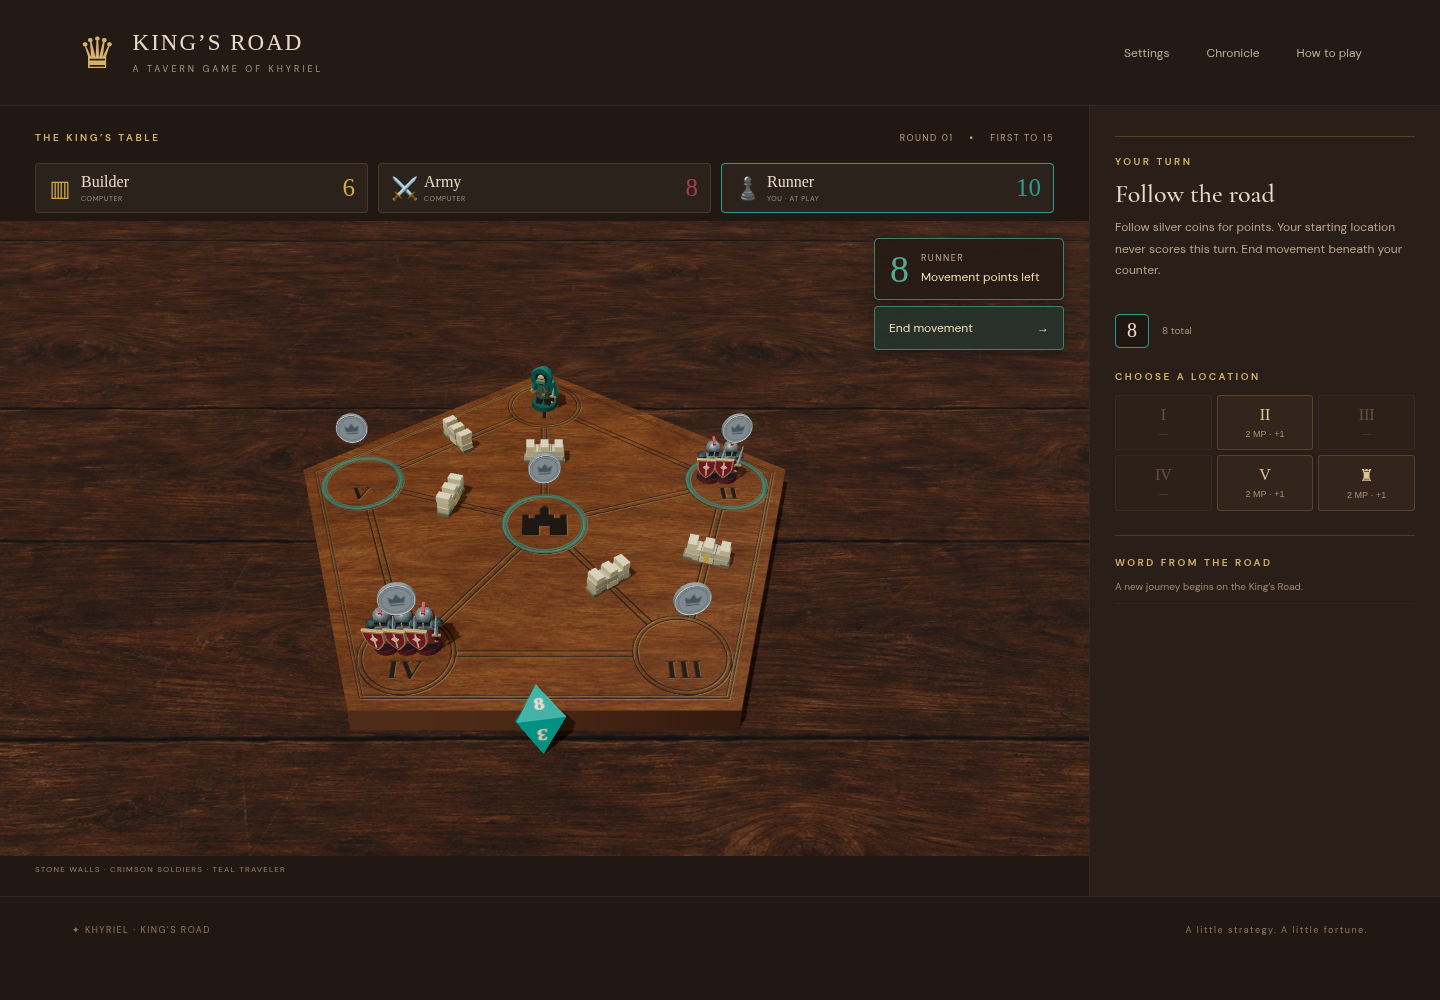 KING'S ROAD
A TAVERN GAME OF KHYRIEL
Settings
Chronicle
How to play
THE KING'S TABLE
ROUND 01 • FIRST TO 15
Builder
COMPUTER
6
Army
COMPUTER
8
Runner
YOU · AT PLAY
10
8
RUNNER
Movement points left
End movement →
V
II
IV
III
8
3
STONE WALLS · CRIMSON SOLDIERS · TEAL TRAVELER
YOUR TURN
Follow the road
Follow silver coins for points. Your starting location
never scores this turn. End movement beneath your
counter.
8
8 total
CHOOSE A LOCATION
I
—
II
2 MP · +1
III
—
IV
—
V
2 MP · +1
♜
2 MP · +1
WORD FROM THE ROAD
A new journey begins on the King's Road.
✦ KHYRIEL · KING'S ROAD
A little strategy. A little fortune.